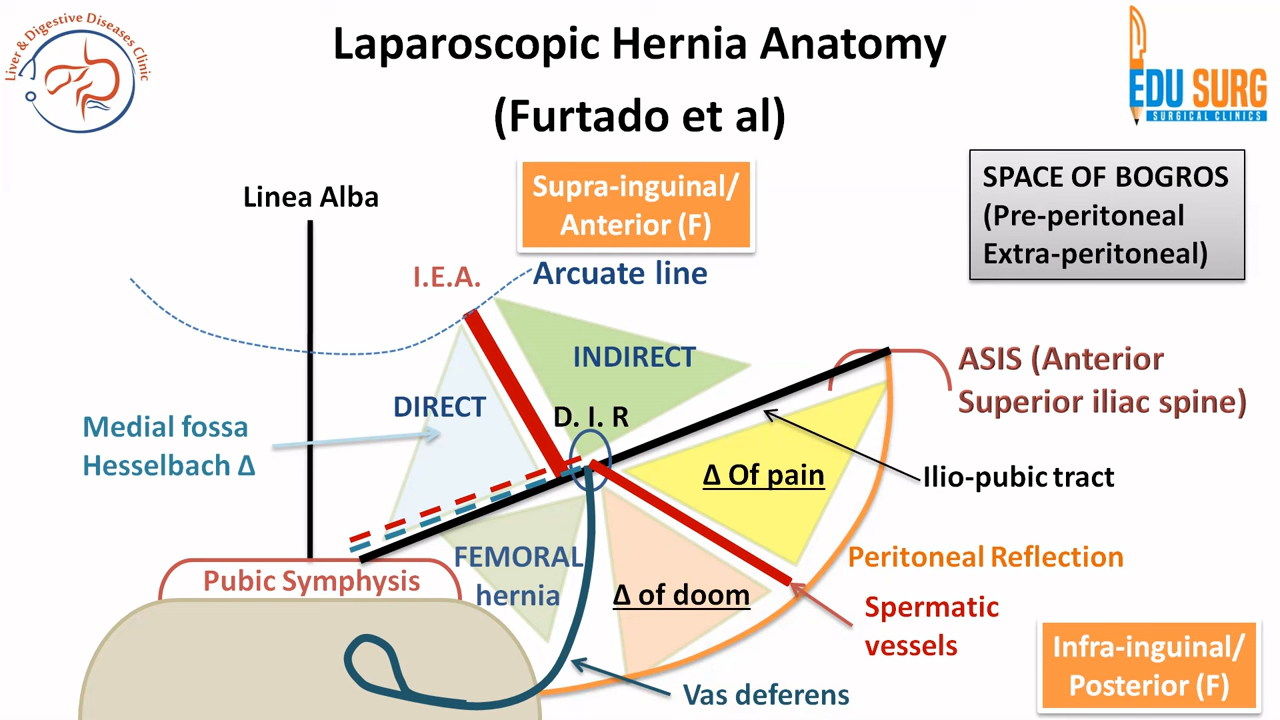 Liver & Digestive Diseases Clinic
Laparoscopic Hernia Anatomy
(Furtado et al)
EDU SURG
SURGICAL CLINICS
Supra-inguinal/
Anterior (F)
SPACE OF BOGROS
(Pre-peritoneal
Extra-peritoneal)
Linea Alba
I.E.A.
Arcuate line
INDIRECT
ASIS (Anterior
Superior iliac spine)
DIRECT
D. I. R
Medial fossa
Hesselbach Δ
Δ Of pain
Ilio-pubic tract
FEMORAL
hernia
Peritoneal Reflection
Pubic Symphysis
Δ of doom
Spermatic
vessels
Infra-inguinal/
Posterior (F)
Vas deferens